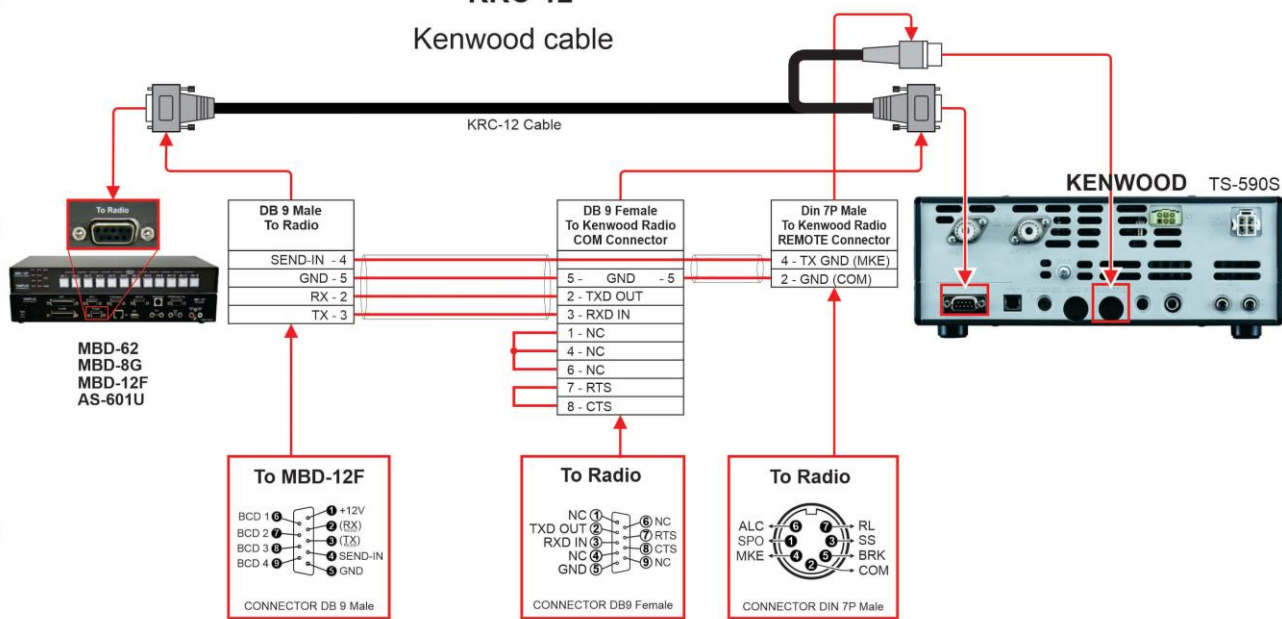 KRC-12
Kenwood cable
KRC-12 Cable
To Radio
MBD-62
MBD-8G
MBD-12F
AS-601U
DB 9 Male
To Radio
SEND-IN - 4
GND - 5
RX - 2
TX - 3
DB 9 Female
To Kenwood Radio
COM Connector
5 - GND - 5
2 - TXD OUT
3 - RXD IN
1 - NC
4 - NC
6 - NC
7 - RTS
8 - CTS
Din 7P Male
To Kenwood Radio
REMOTE Connector
4 - TX GND (MKE)
2 - GND (COM)
KENWOOD TS-590S
To MBD-12F
BCD 1 6
BCD 2 7
BCD 3 8
BCD 4 9
1 +12V
2 (RX)
3 (TX)
4 SEND-IN
5 GND
CONNECTOR DB 9 Male
To Radio
NC 1
TXD OUT 2
RXD IN 3
NC 4
GND 5
6 NC
7 RTS
8 CTS
9 NC
CONNECTOR DB9 Female
To Radio
ALC 6 7 RL
SPO 1 3 SS
MKE 4 5 BRK
2 COM
CONNECTOR DIN 7P Male